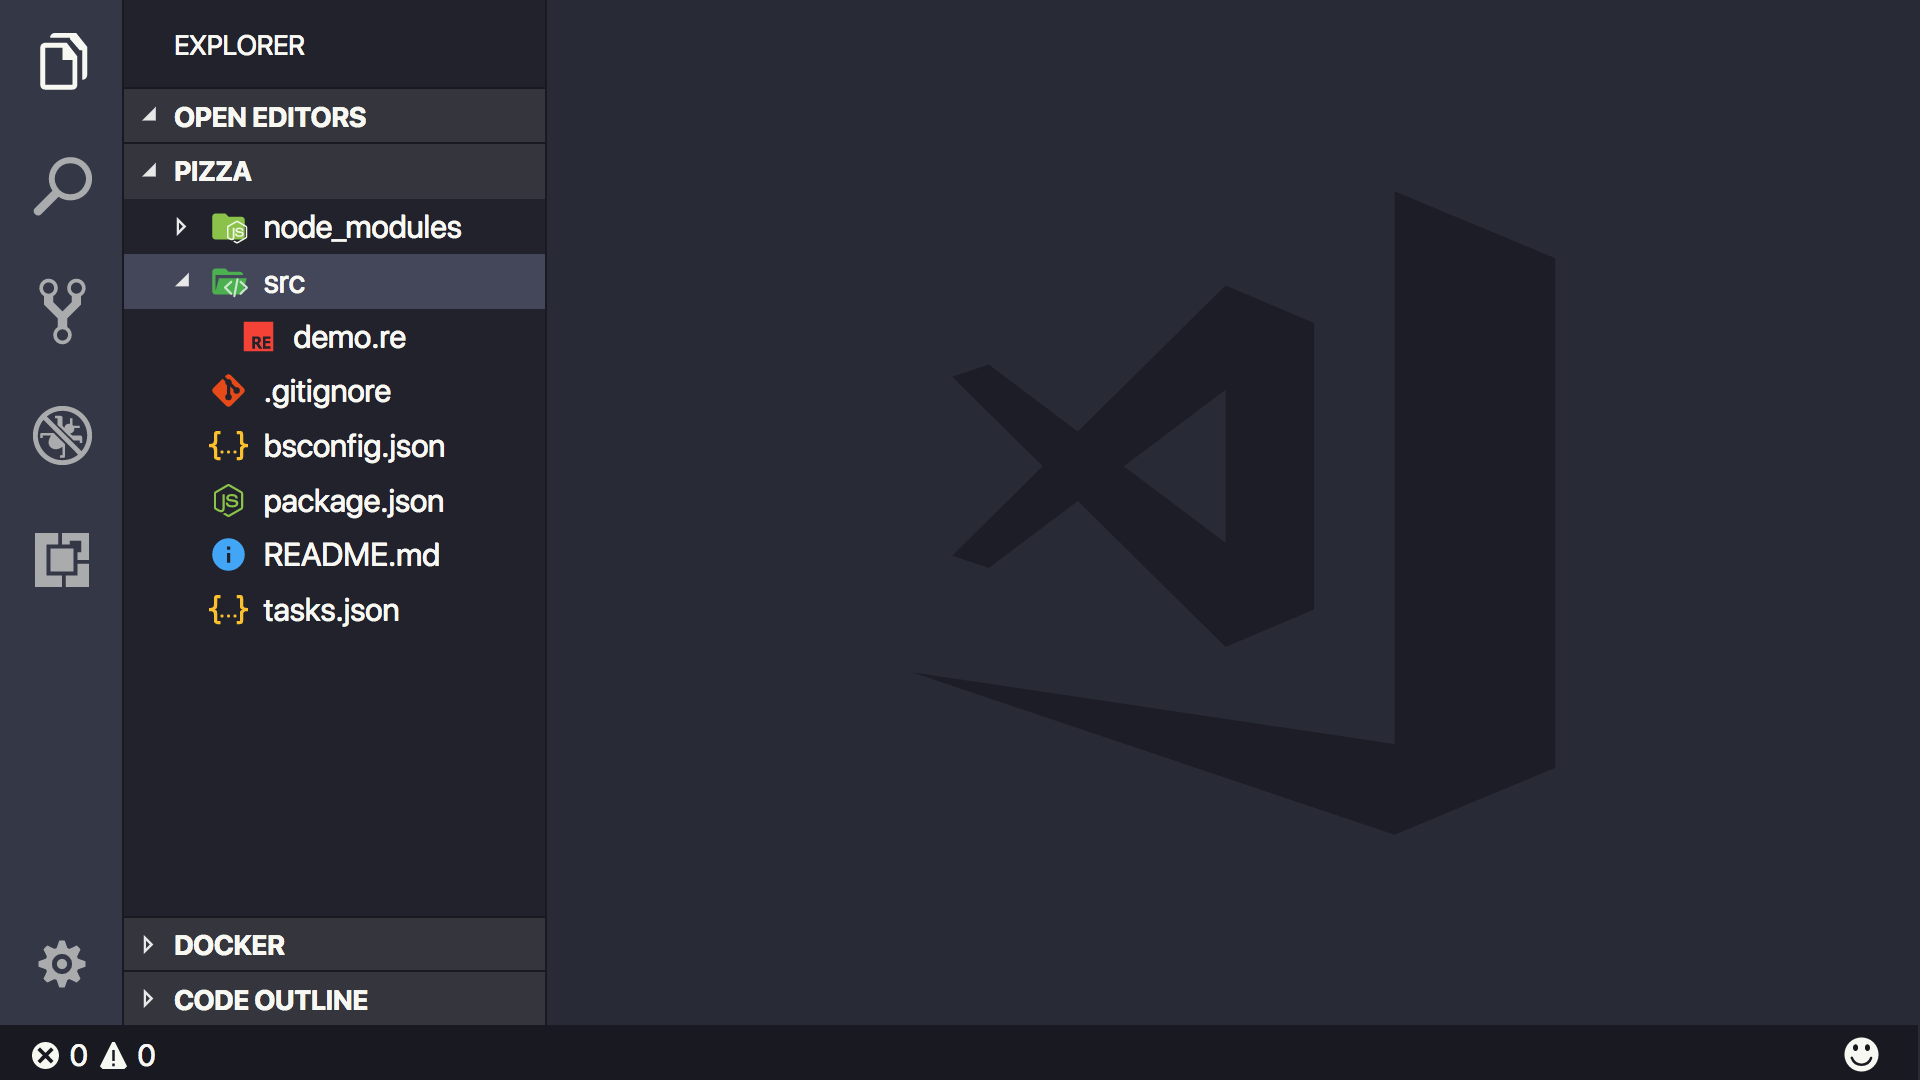 EXPLORER
OPEN EDITORS
PIZZA
node_modules
src
demo.re
.gitignore
bsconfig.json
package.json
README.md
tasks.json
DOCKER
CODE OUTLINE
0 0